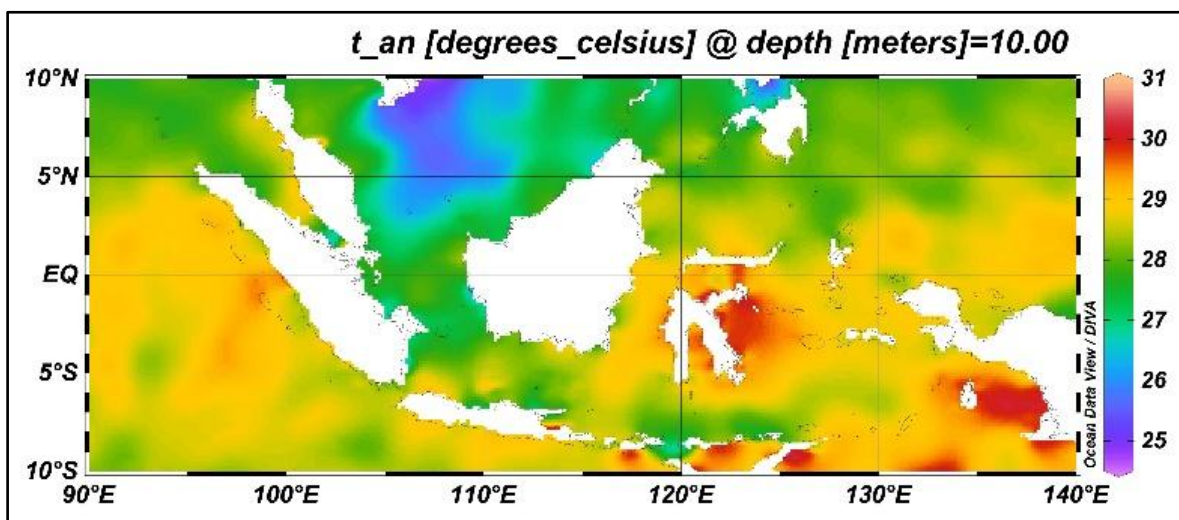 t_an [degrees_celsius] @ depth [meters]=10.00
10°N
5°N
EQ
5°S
10°S
90°E
100°E
110°E
120°E
130°E
140°E
Ocean Data View / DIVA
31
30
29
28
27
26
25